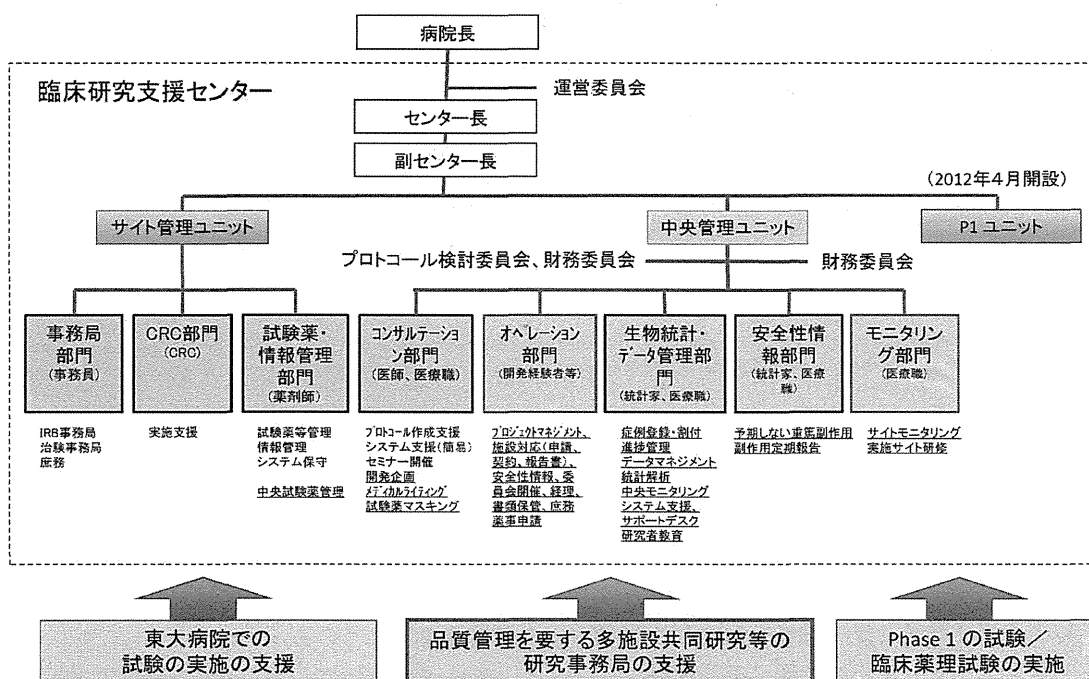 病院長
臨床研究支援センター
運営委員会
センター長
副センター長
(2012年4月開設)
サイト管理ユニット
中央管理ユニット
P1 ユニット
プロトコール検討委員会、財務委員会
財務委員会
事務局
部門
(事務員)
CRC部門
(CRC)
試験薬・
情報管理
部門
(薬剤師)
コンサルテーショ
ン部門
(医師、医療職)
オペレーション
部門
(開発経験者等)
生物統計・
データ管理部
門
(統計家、医療職)
安全性情
報部門
(統計家、医療
職)
モニタリン
グ部門
(医療職)
IRB事務局
治験事務局
庶務
実施支援
試験薬等管理
情報管理
システム保守
中央試験薬管理
プロトコール作成支援
システム支援(簡易)
セミナー開催
開発企画
メディカルライティング
試験薬マスキング
プロジェクトマネジメント、
施設対応(申請、
契約、報告書)、
安全性情報、委
員会開催、経理、
書類保管、庶務
薬事申請
症例登録・割付
進捗管理
データマネジメント
統計解析
中央モニタリング
システム支援、
サポートデスク
研究者教育
予期しない重篤副作用
副作用定期報告
サイトモニタリング
実施サイト研修
東大病院での
試験の実施の支援
品質管理を要する多施設共同研究等の
研究事務局の支援
Phase 1 の試験/
臨床薬理試験の実施